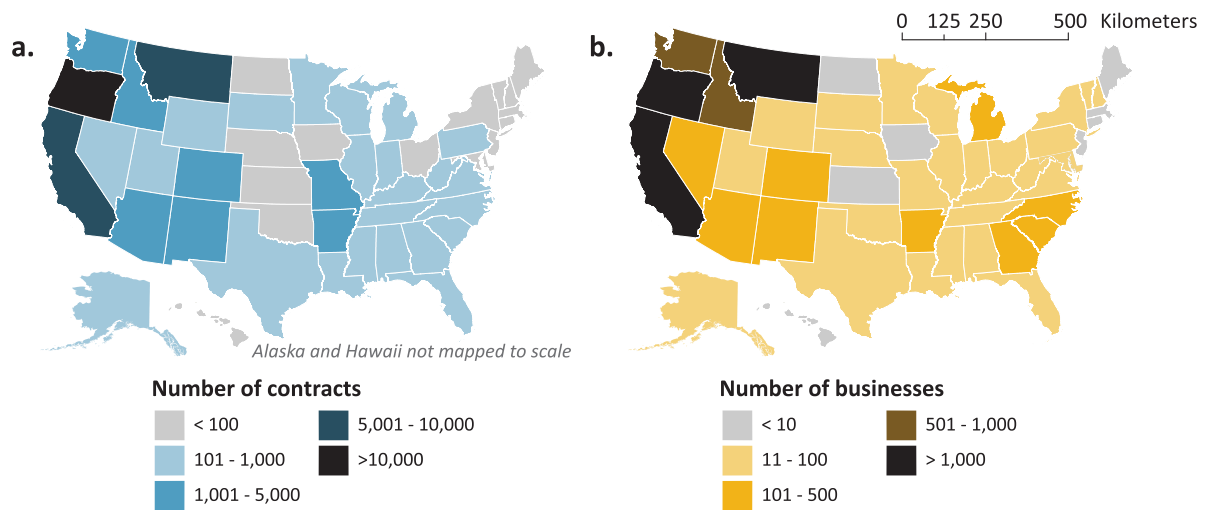 0 125 250 500 Kilometers
a.
b.
Alaska and Hawaii not mapped to scale
Number of contracts
< 100
5,001 - 10,000
101 - 1,000
>10,000
1,001 - 5,000
Number of businesses
< 10
501 - 1,000
11 - 100
> 1,000
101 - 500